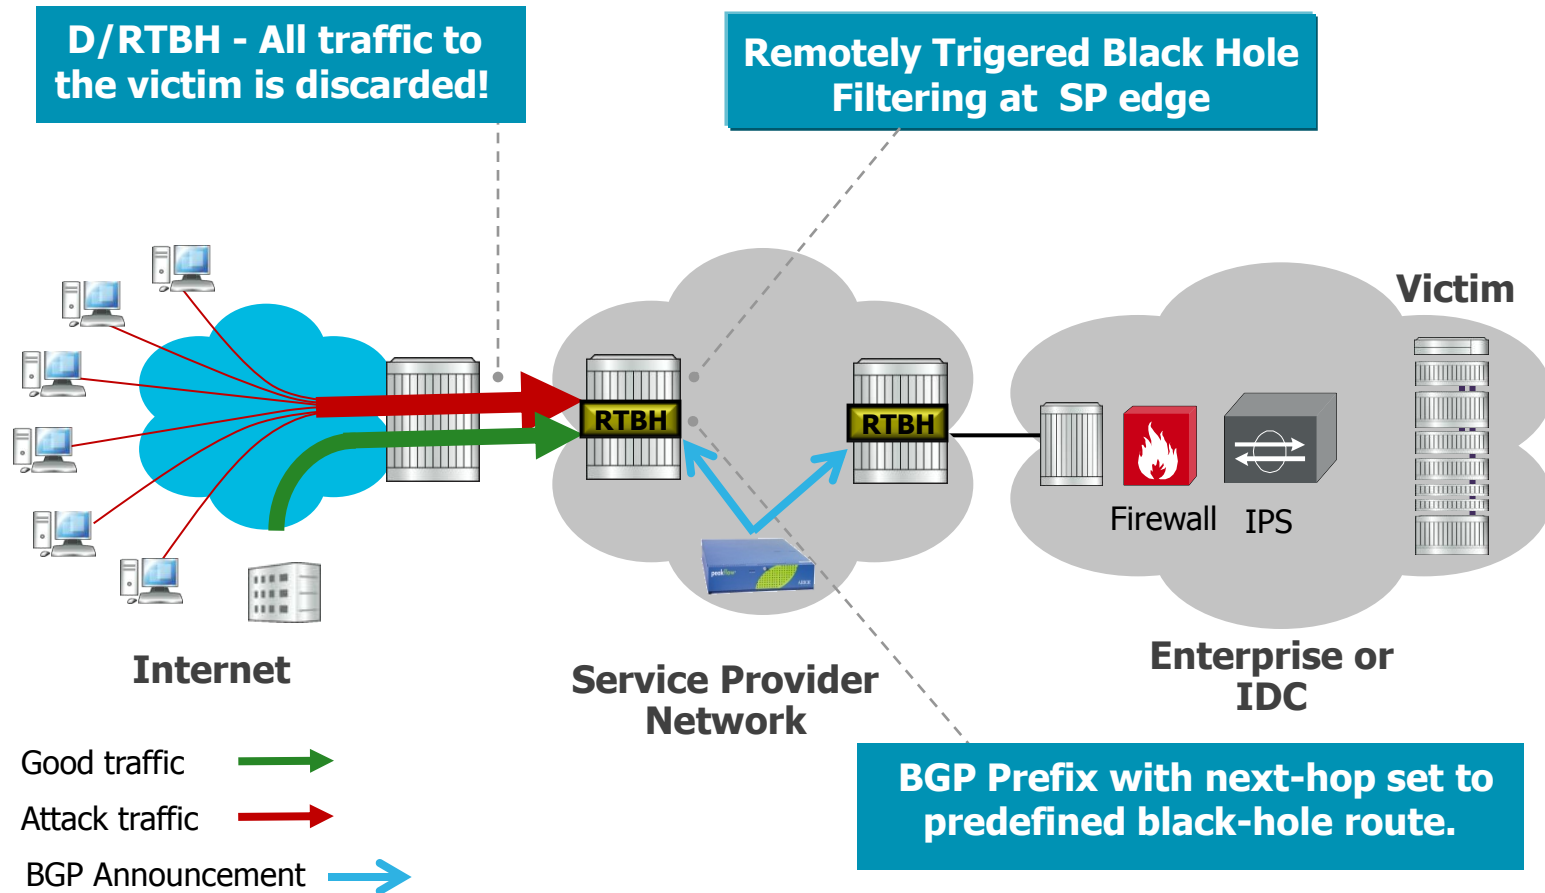 D/RTBH - All traffic to
the victim is discarded!
Remotely Trigered Black Hole
Filtering at SP edge
Victim
RTBH
RTBH
Firewall
IPS
peakflow
Internet
Service Provider
Network
Enterprise or
IDC
Good traffic
Attack traffic
BGP Announcement
BGP Prefix with next-hop set to
predefined black-hole route.